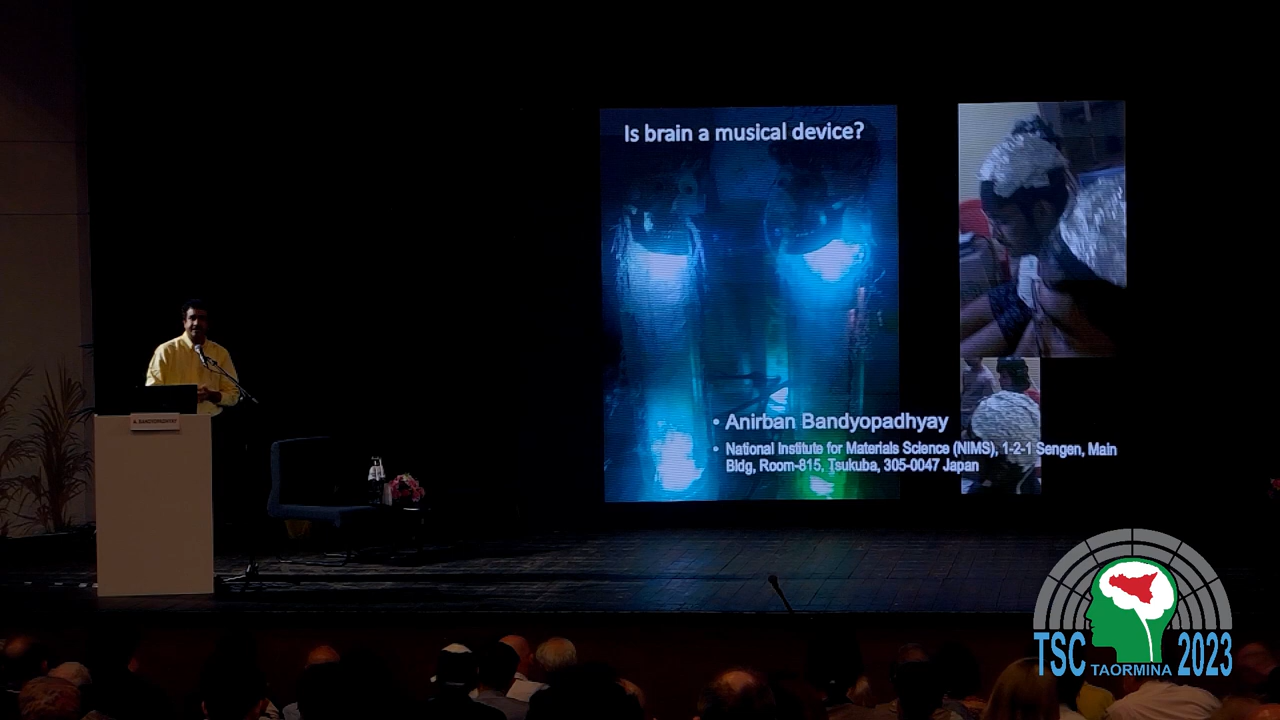 Is brain a musical device?
• Anirban Bandyopadhyay
• National Institute for Materials Science (NIMS), 1-2-1 Sengen, Main
Bldg, Room-815, Tsukuba, 305-0047 Japan
A. BANDYOPADHYAY
TSC TAORMINA 2023